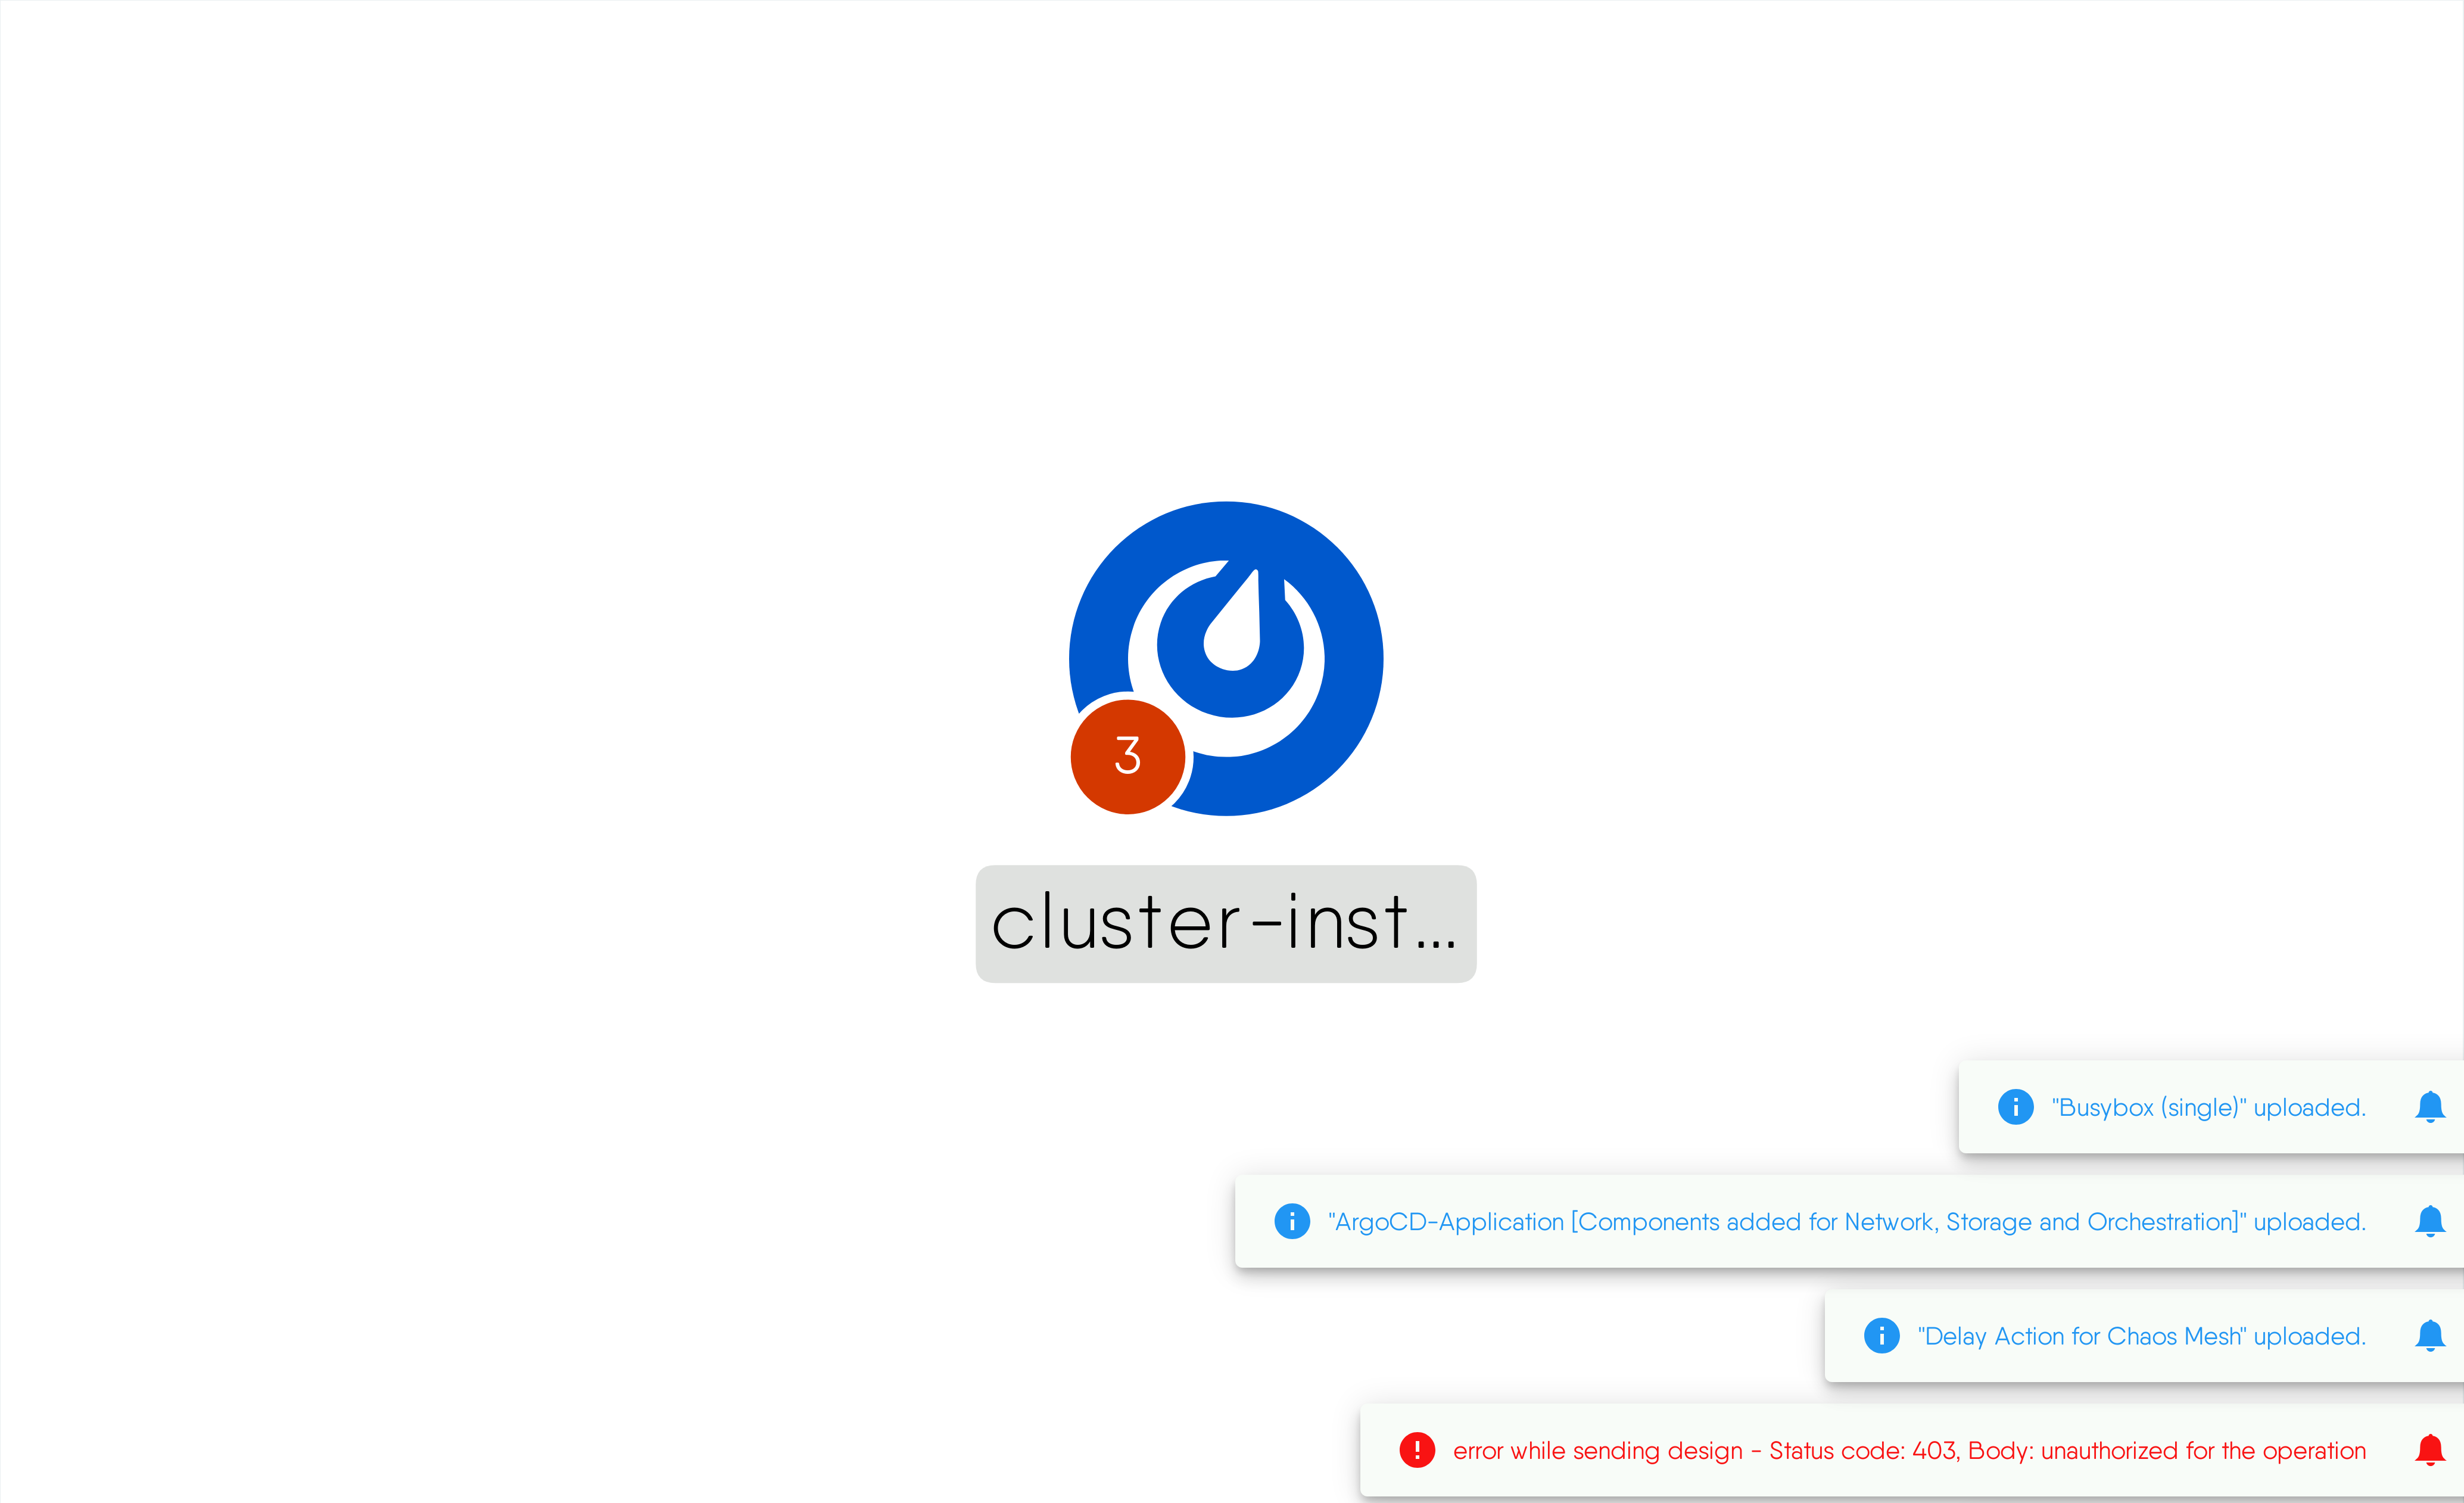 3
cluster-inst...
"Busybox (single)" uploaded.
"ArgoCD-Application [Components added for Network, Storage and Orchestration]" uploaded.
"Delay Action for Chaos Mesh" uploaded.
error while sending design - Status code: 403, Body: unauthorized for the operation